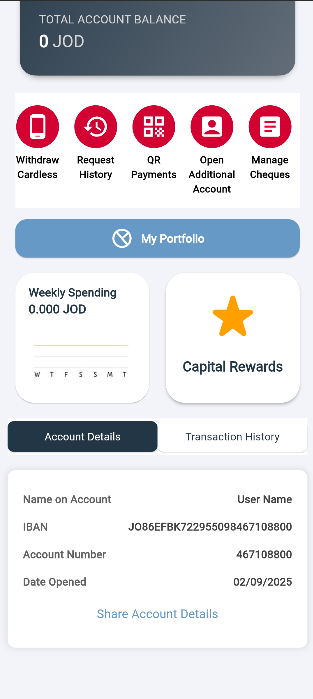 TOTAL ACCOUNT BALANCE
0 JOD
Withdraw Cardless
Request History
QR Payments
Open Additional Account
Manage Cheques
My Portfolio
Weekly Spending
0.000 JOD
W T F S S M T
Capital Rewards
Account Details
Transaction History
Name on Account User Name
IBAN JO86EFBK722955098467108800
Account Number 467108800
Date Opened 02/09/2025
Share Account Details